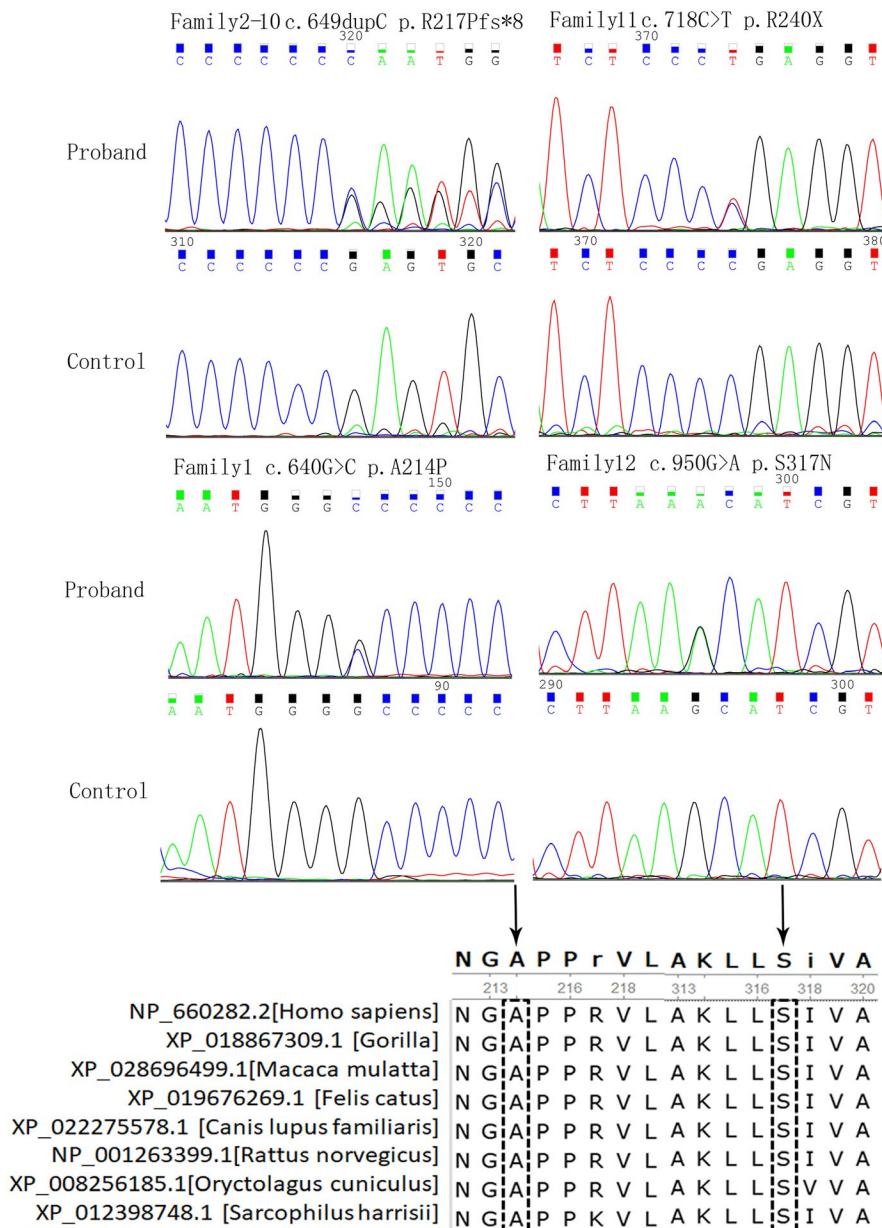 Family2-10 c.649dupC p.R217Pfs*8
320
C C C C C C C A A T G G
Family11 c.718C>T p.R240X
370
T C T C C C T G A G G T
Proband
310 320
C C C C C C G A G T G C
370 380
T C T C C C C G A G G T
Control
Family1 c.640G>C p.A214P
150
A A T G G G C C C C C C
Family12 c.950G>A p.S317N
300
C T T A A A C A T C G T
Proband
90
A A T G G G G C C C C C
290 300
C T T A A G C A T C G T
Control
N G A P P r V L A K L L S i V A
213 216 218 313 316 318 320
NP_660282.2[Homo sapiens] N G A P P R V L A K L L S I V A
XP_018867309.1 [Gorilla] N G A P P R V L A K L L S I V A
XP_028696499.1[Macaca mulatta] N G A P P R V L A K L L S I V A
XP_019676269.1 [Felis catus] N G A P P R V L A K L L S I V A
XP_022275578.1 [Canis lupus familiaris] N G A P P R V L A K L L S I V A
NP_001263399.1[Rattus norvegicus] N G A P P R V L A K L L S I V A
XP_008256185.1[Oryctolagus cuniculus] N G A P P R V L A K L L S V V A
XP_012398748.1 [Sarcophilus harrisii] N G A P P K V L A K L L S I V A